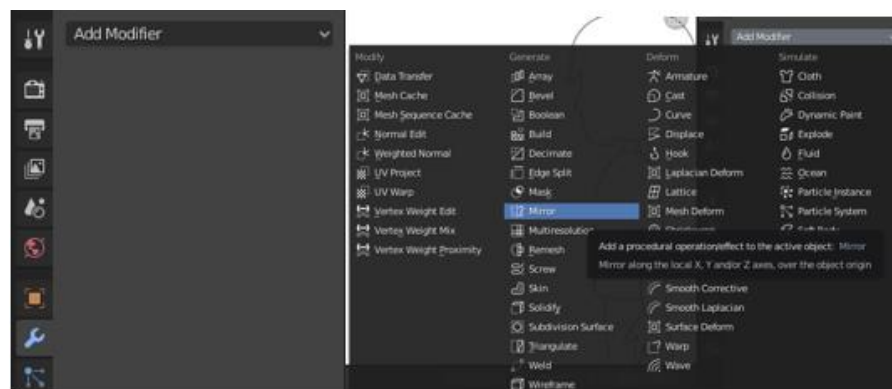 Add Modifier
Add Modifier
Modify
Data Transfer
Mesh Cache
Mesh Sequence Cache
Normal Edit
Weighted Normal
UV Project
UV Warp
Vertex Weight Edit
Vertex Weight Mix
Vertex Weight Proximity
Generate
Array
Bevel
Boolean
Build
Decimate
Edge Split
Mask
Mirror
Multiresolution
Remesh
Screw
Skin
Solidify
Subdivision Surface
Triangulate
Weld
Wireframe
Deform
Armature
Cast
Curve
Displace
Hook
Laplacian Deform
Lattice
Mesh Deform
Smooth Corrective
Smooth Laplacian
Surface Deform
Warp
Wave
Simulate
Cloth
Collision
Dynamic Paint
Explode
Fluid
Ocean
Particle Instance
Particle System
Add a procedural operation/effect to the active object: Mirror
Mirror along the local X, Y and/or Z axes, over the object origin